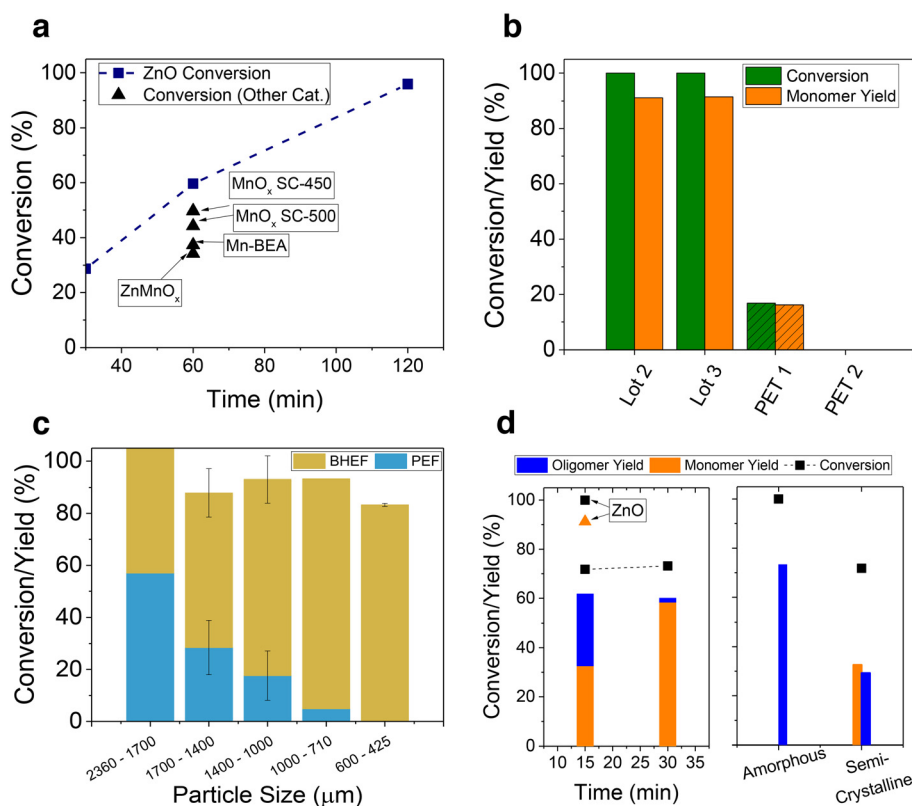 a
Conversion (%)
100
80
60
40
20
0
ZnO Conversion
Conversion (Other Cat.)
MnOx SC-450
MnOx SC-500
Mn-BEA
ZnMnOx
40
60
80
100
120
Time (min)
b
Conversion/Yield (%)
100
80
60
40
20
0
Conversion
Monomer Yield
Lot 2
Lot 3
PET 1
PET 2
c
Conversion/Yield (%)
100
80
60
40
20
0
BHEF
PEF
2360 - 1700
1700 - 1400
1400 - 1000
1000 - 710
600 - 425
Particle Size (μm)
d
Oligomer Yield
Monomer Yield
Conversion
Conversion/Yield (%)
100
80
60
40
20
0
ZnO
10
15
20
25
30
35
Time (min)
Amorphous
Semi-
Crystalline